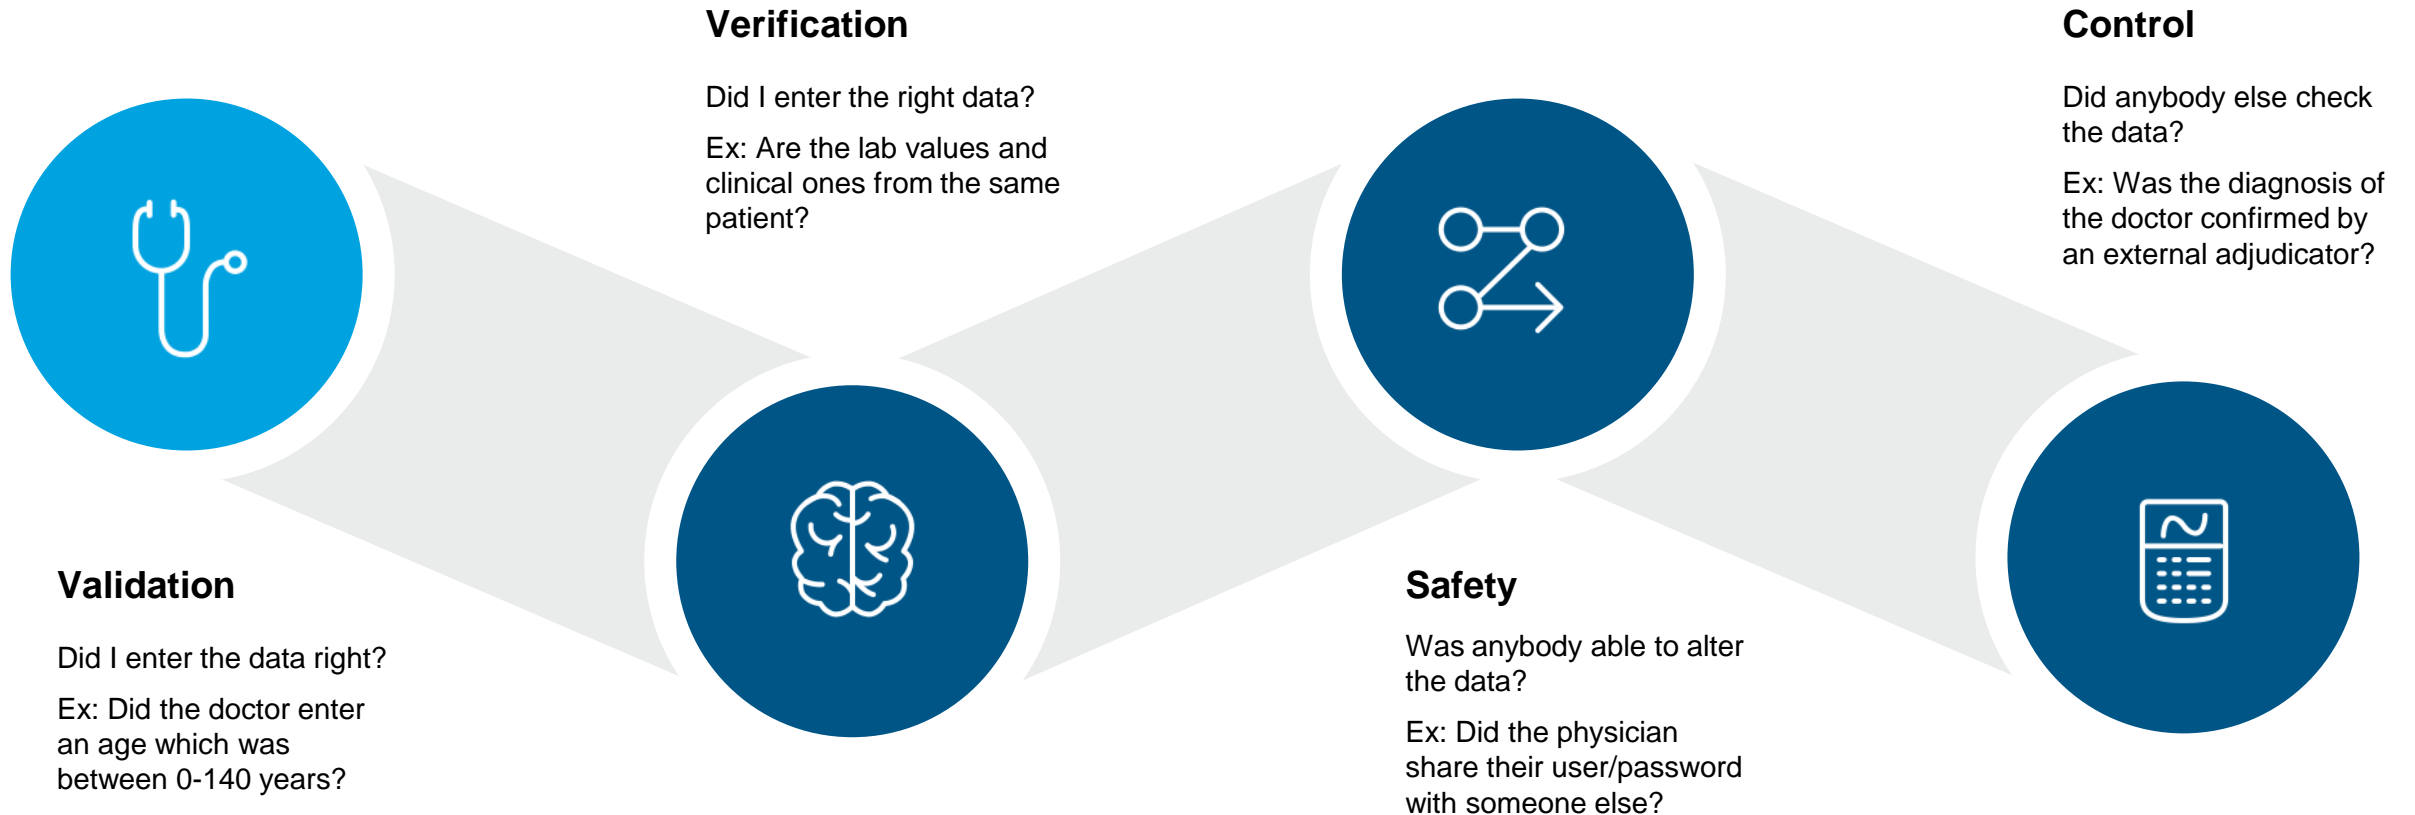 Validation
Did I enter the data right?
Ex: Did the doctor enter
an age which was
between 0-140 years?
Verification
Did I enter the right data?
Ex: Are the lab values and
clinical ones from the same
patient?
Safety
Was anybody able to alter
the data?
Ex: Did the physician
share their user/password
with someone else?
Control
Did anybody else check
the data?
Ex: Was the diagnosis of
the doctor confirmed by
an external adjudicator?